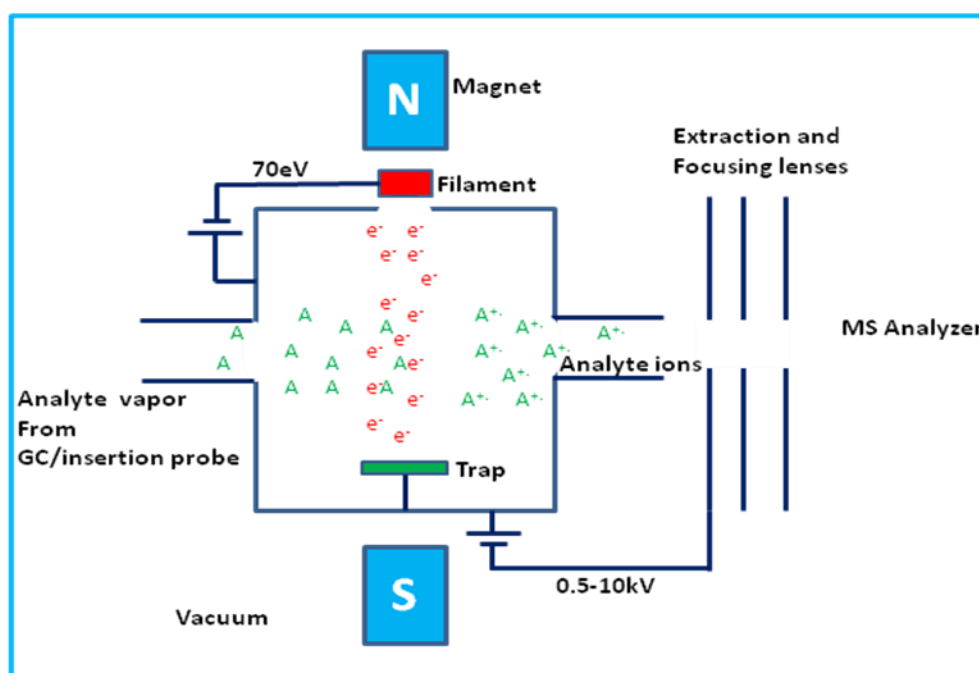 N
Magnet
Extraction and
Focusing lenses
70eV
Filament
e- e-
e- e-
e-
e- e-
A A A A e- A+. A+. A+.
A e-
A A e- A e- A+. A+.
Analyte ions
MS Analyzer
A A A e- A A+.
e- A+. A+.
e-
e-
Analyte vapor
From
GC/insertion probe
Trap
0.5-10kV
S
Vacuum